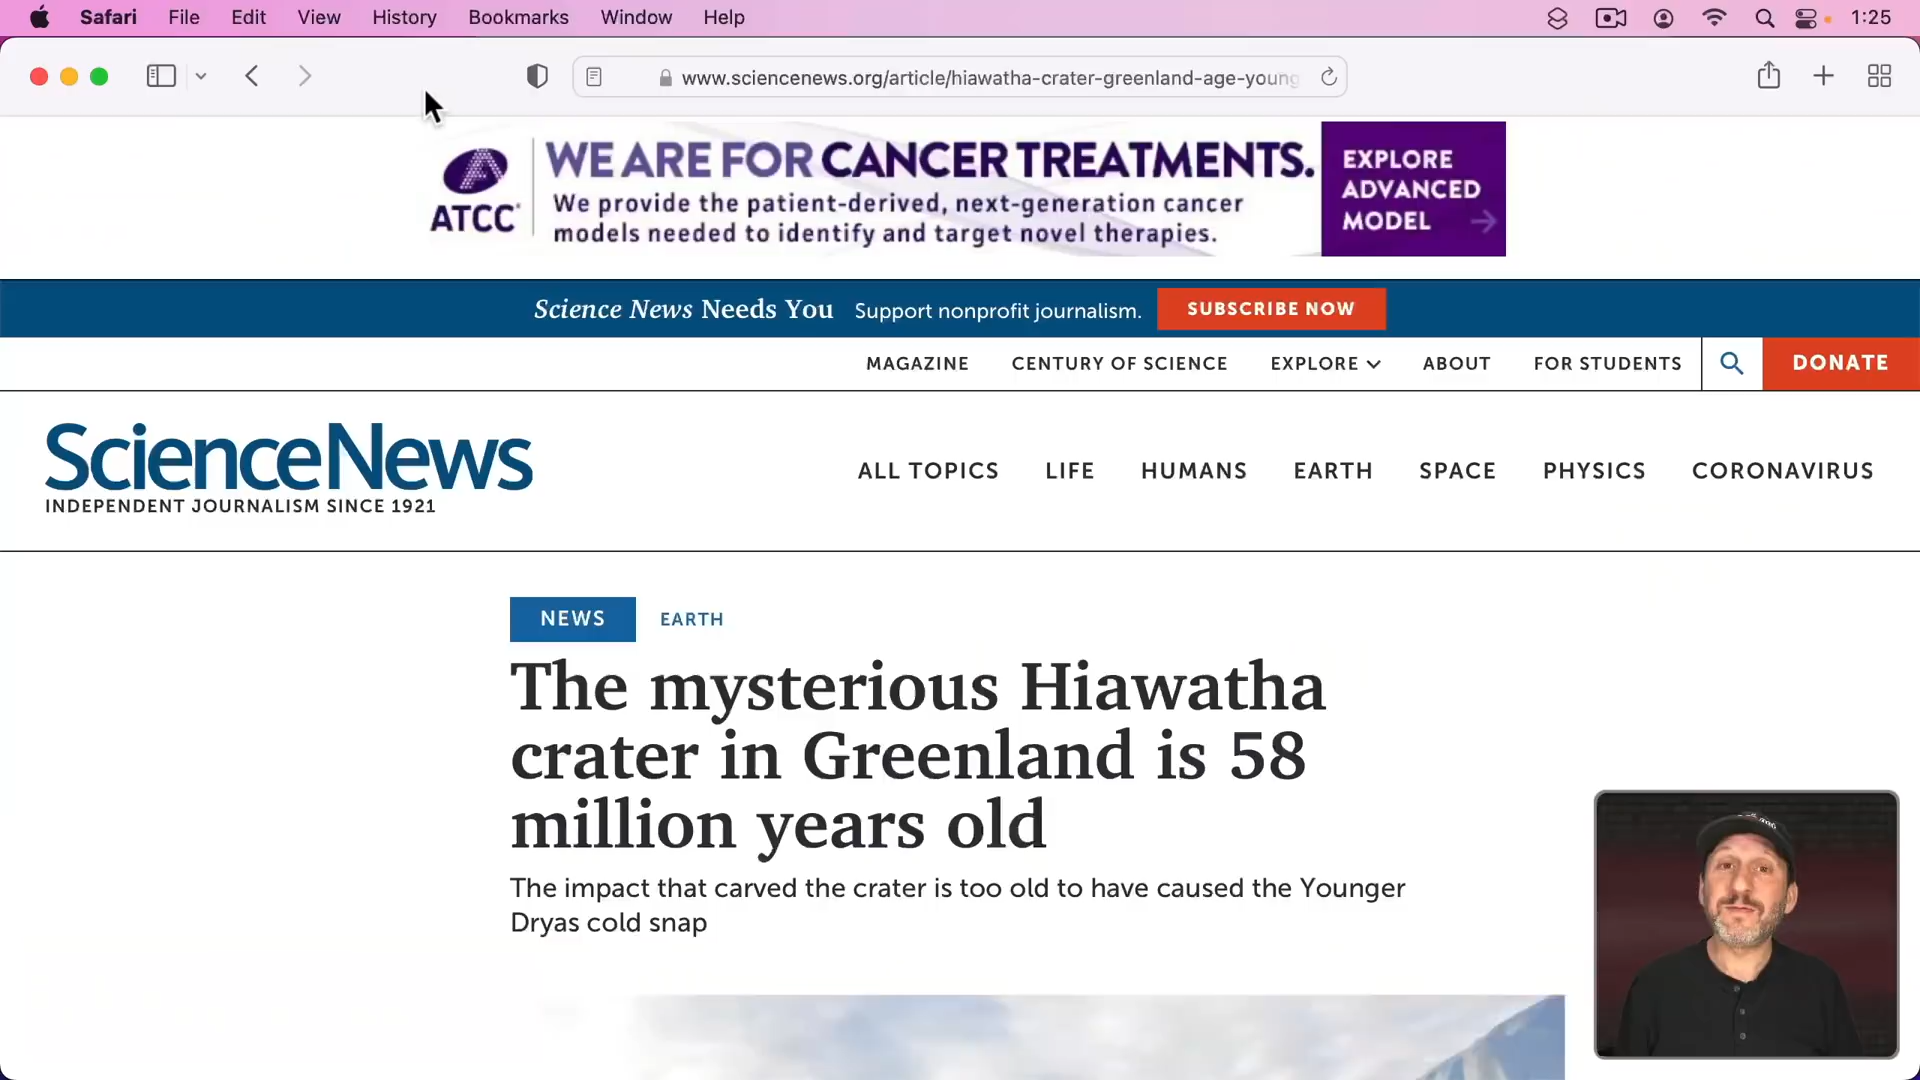 Safari File Edit View History Bookmarks Window Help 1:25
www.sciencenews.org/article/hiawatha-crater-greenland-age-young
ATCC
WE ARE FOR CANCER TREATMENTS.
We provide the patient-derived, next-generation cancer
models needed to identify and target novel therapies.
EXPLORE
ADVANCED
MODEL
Science News Needs You Support nonprofit journalism. SUBSCRIBE NOW
MAGAZINE CENTURY OF SCIENCE EXPLORE ABOUT FOR STUDENTS DONATE
ScienceNews
INDEPENDENT JOURNALISM SINCE 1921
ALL TOPICS LIFE HUMANS EARTH SPACE PHYSICS CORONAVIRUS
NEWS EARTH
The mysterious Hiawatha
crater in Greenland is 58
million years old
The impact that carved the crater is too old to have caused the Younger
Dryas cold snap